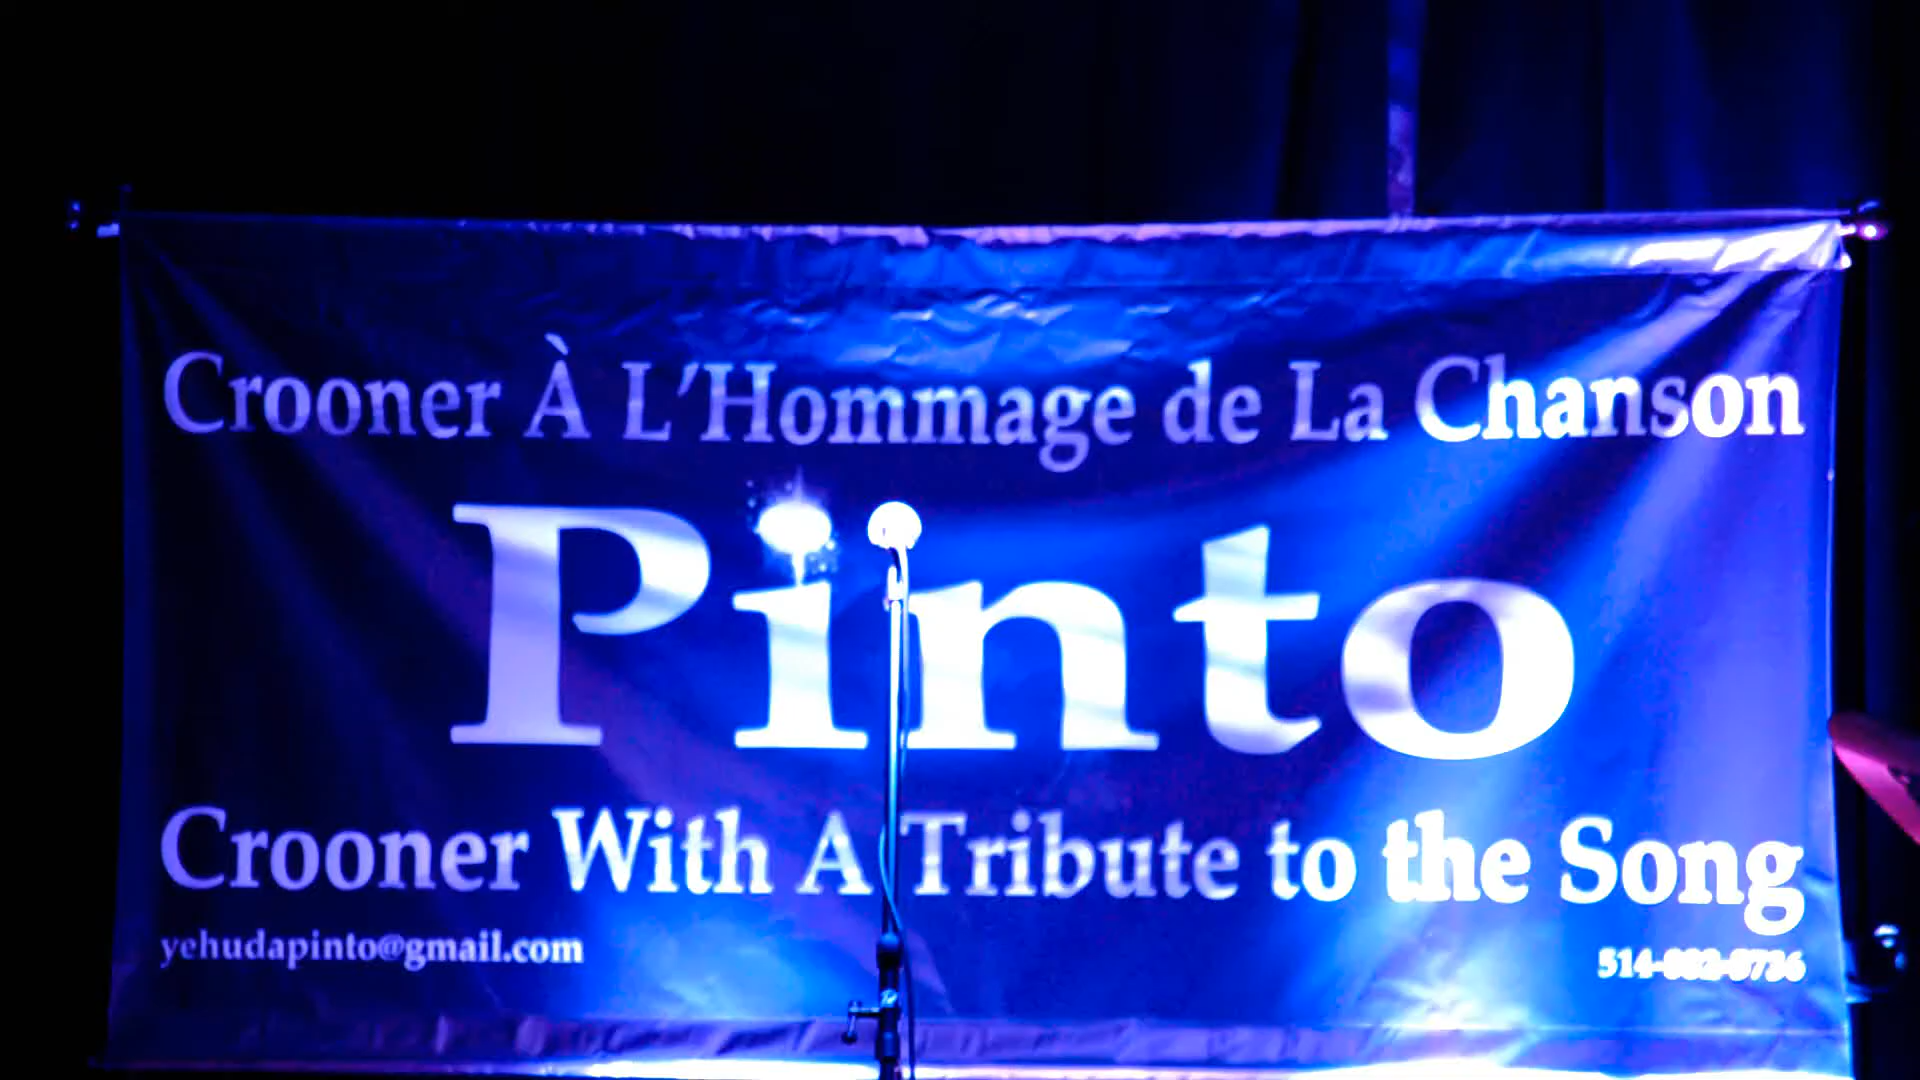 Crooner À L'Hommage de La Chanson
Pinto
Crooner With A Tribute to the Song
yehudapinto@gmail.com